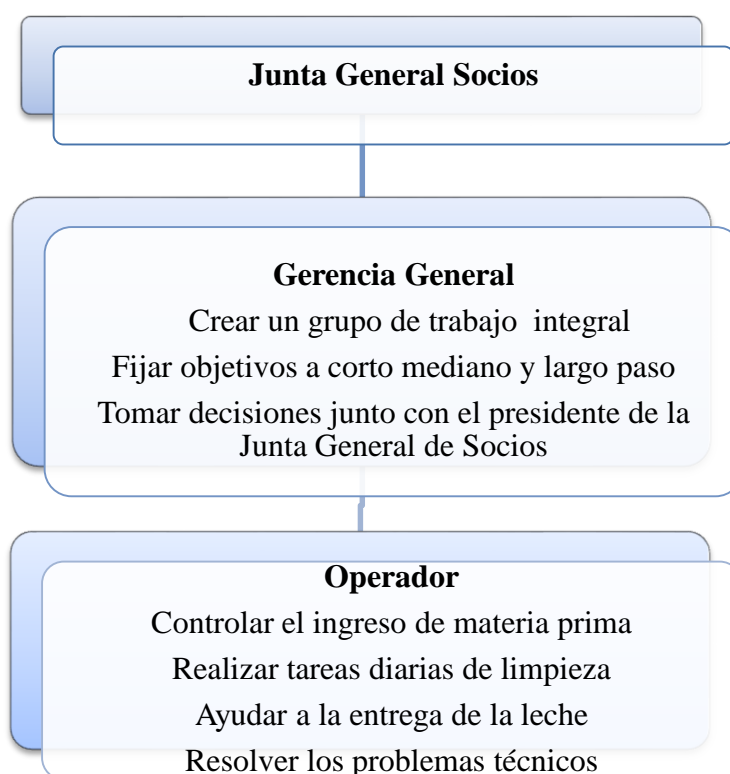 Junta General Socios
Gerencia General
Crear un grupo de trabajo integral
Fijar objetivos a corto mediano y largo paso
Tomar decisiones junto con el presidente de la
Junta General de Socios
Operador
Controlar el ingreso de materia prima
Realizar tareas diarias de limpieza
Ayudar a la entrega de la leche
Resolver los problemas técnicos